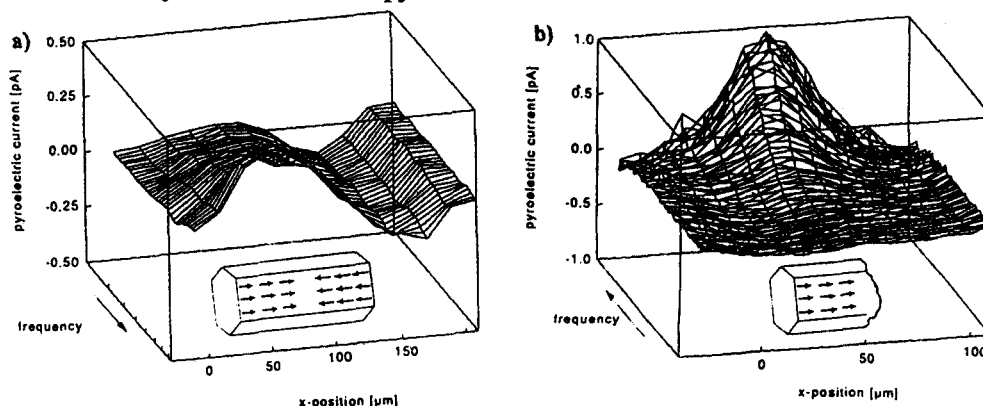 a)
0.50
0.25
0.00
-0.25
-0.50
pyroelectric current [pA]
frequency
0
50
100
150
x-position [µm]
b)
1.0
0.5
0.0
-0.5
-1.0
pyroelectric current [pA]
frequency
0
50
100
x-position [µm]